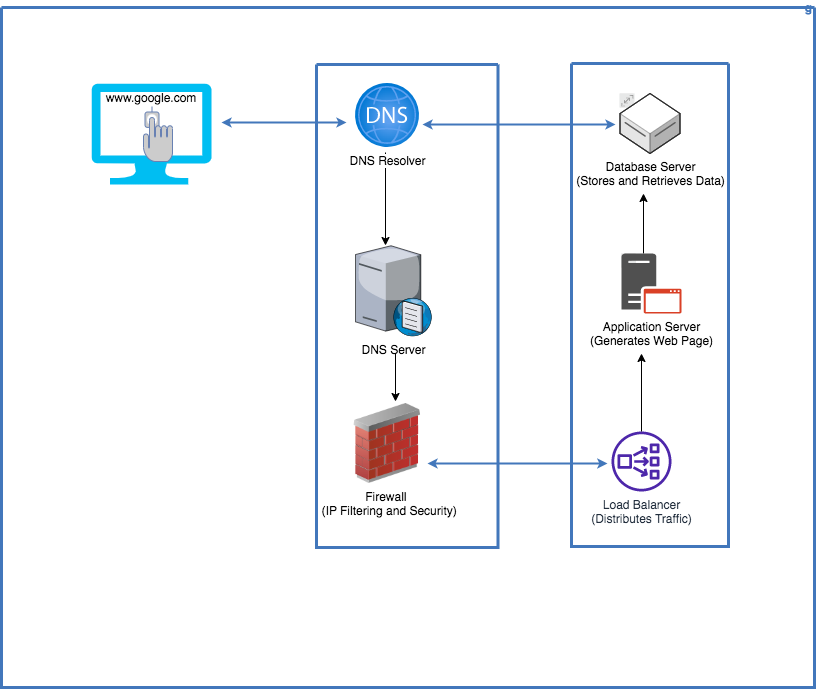 g
www.google.com
DNS
DNS Resolver
DNS Server
Firewall
(IP Filtering and Security)
Database Server
(Stores and Retrieves Data)
Application Server
(Generates Web Page)
Load Balancer
(Distributes Traffic)